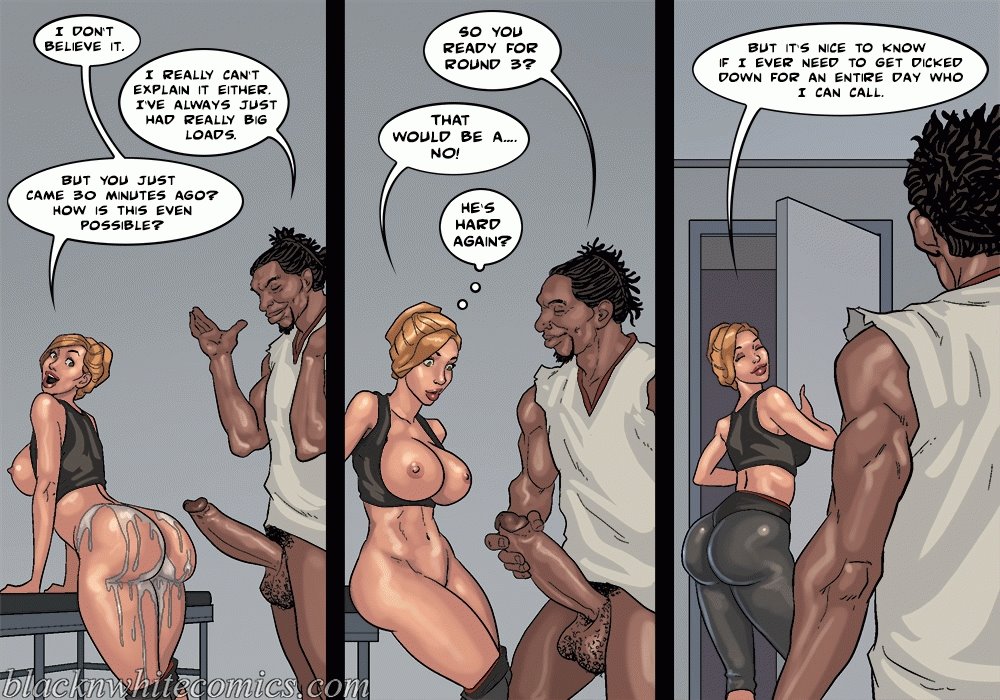 I DON'T
BELIEVE IT.
I REALLY CAN'T
EXPLAIN IT EITHER.
I'VE ALWAYS JUST
HAD REALLY BIG
LOADS.
BUT YOU JUST
CAME 30 MINUTES AGO?
HOW IS THIS EVEN
POSSIBLE?
SO YOU
READY FOR
ROUND 3?
THAT
WOULD BE A....
NO!
HE'S
HARD
AGAIN?
BUT IT'S NICE TO KNOW
IF I EVER NEED TO GET DICKED
DOWN FOR AN ENTIRE DAY WHO
I CAN CALL.
blacknwhitecomics.com